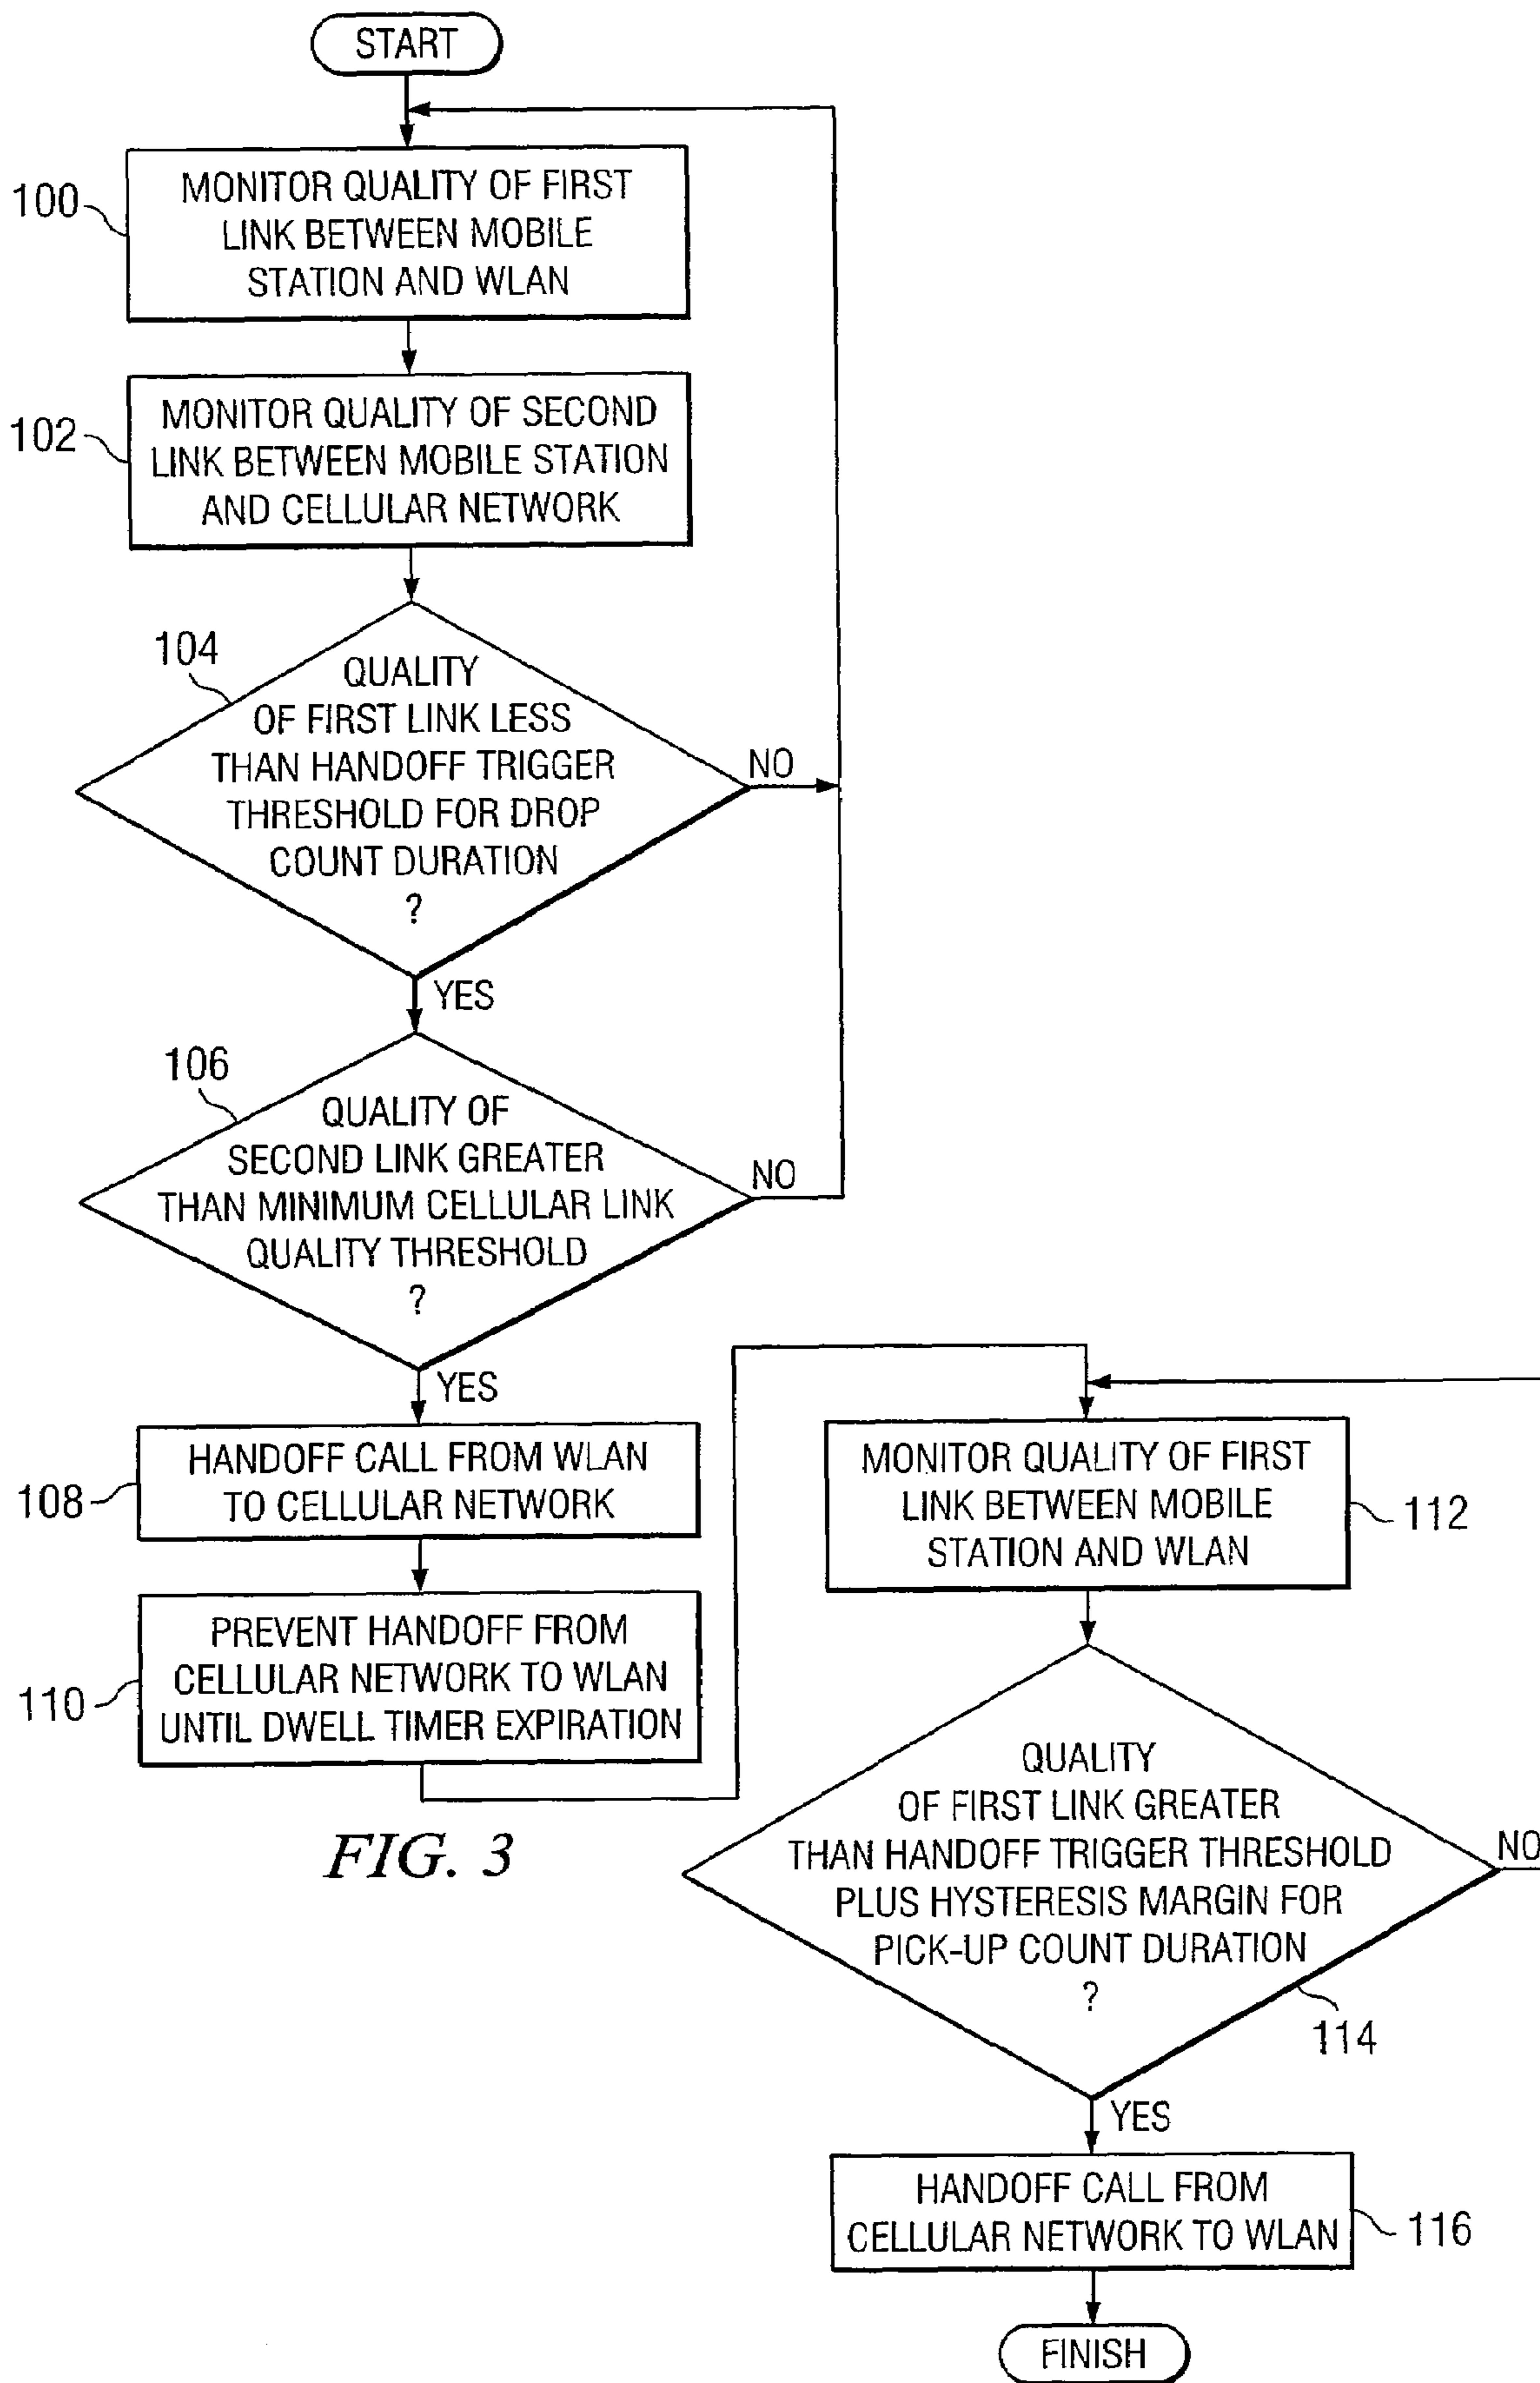 START
100
MONITOR QUALITY OF FIRST
LINK BETWEEN MOBILE
STATION AND WLAN
102
MONITOR QUALITY OF SECOND
LINK BETWEEN MOBILE STATION
AND CELLULAR NETWORK
104
QUALITY
OF FIRST LINK LESS
THAN HANDOFF TRIGGER
THRESHOLD FOR DROP
COUNT DURATION
?
NO
YES
106
QUALITY OF
SECOND LINK GREATER
THAN MINIMUM CELLULAR LINK
QUALITY THRESHOLD
?
NO
YES
108
HANDOFF CALL FROM WLAN
TO CELLULAR NETWORK
110
PREVENT HANDOFF FROM
CELLULAR NETWORK TO WLAN
UNTIL DWELL TIMER EXPIRATION
MONITOR QUALITY OF FIRST
LINK BETWEEN MOBILE
STATION AND WLAN
112
QUALITY
OF FIRST LINK GREATER
THAN HANDOFF TRIGGER THRESHOLD
PLUS HYSTERESIS MARGIN FOR
PICK-UP COUNT DURATION
?
NO
114
YES
HANDOFF CALL FROM
CELLULAR NETWORK TO WLAN
116
FINISH
FIG. 3